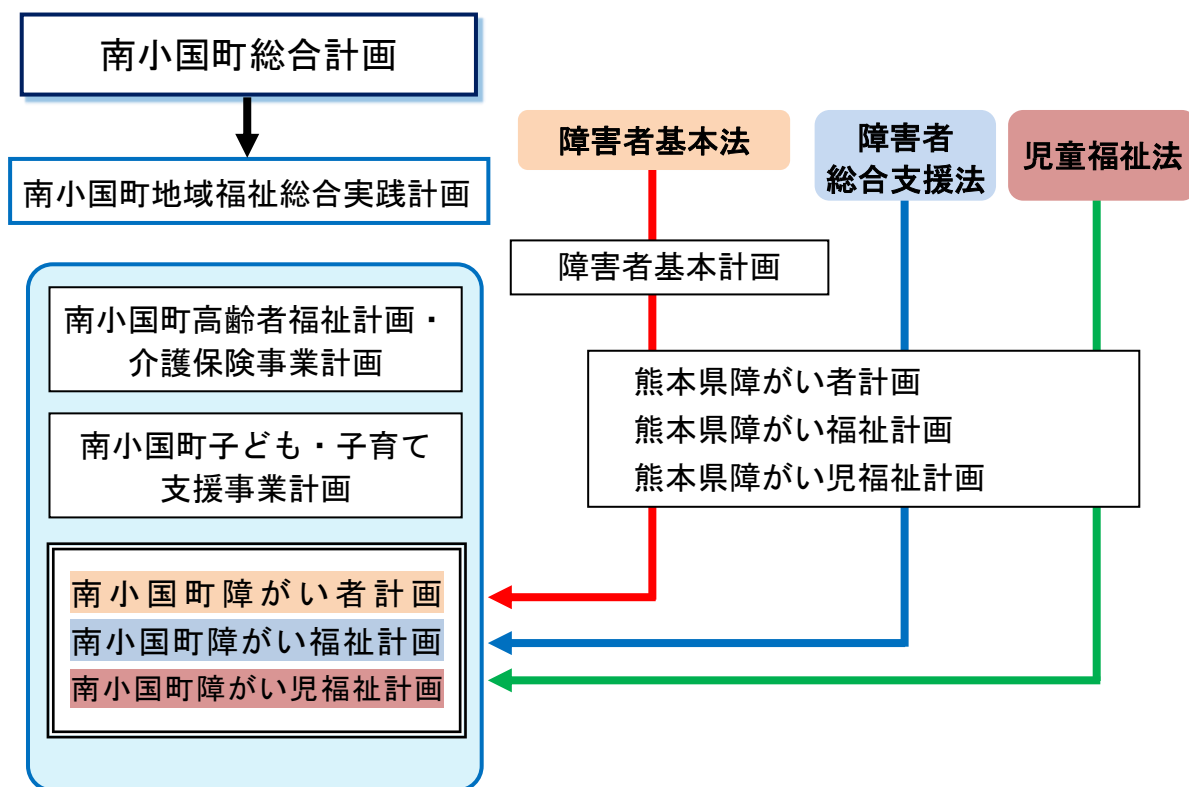 南小国町総合計画
南小国町地域福祉総合実践計画
南小国町高齢者福祉計画・
介護保険事業計画
南小国町子ども・子育て
支援事業計画
南小国町障がい者計画
南小国町障がい福祉計画
南小国町障がい児福祉計画
障害者基本法
障害者
総合支援法
児童福祉法
障害者基本計画
熊本県障がい者計画
熊本県障がい福祉計画
熊本県障がい児福祉計画